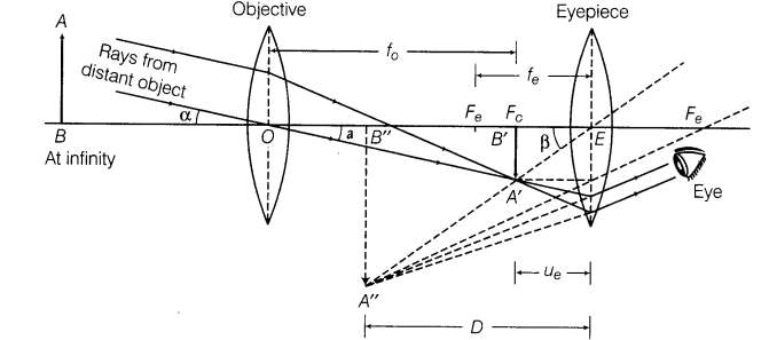 Objective
Eyepiece
A
Rays from
distant object
f₀
fₑ
Fₑ
F꜀
Fₑ
α
a
B
O
B″
B′
β
E
At infinity
A′
Eye
uₑ
A″
D